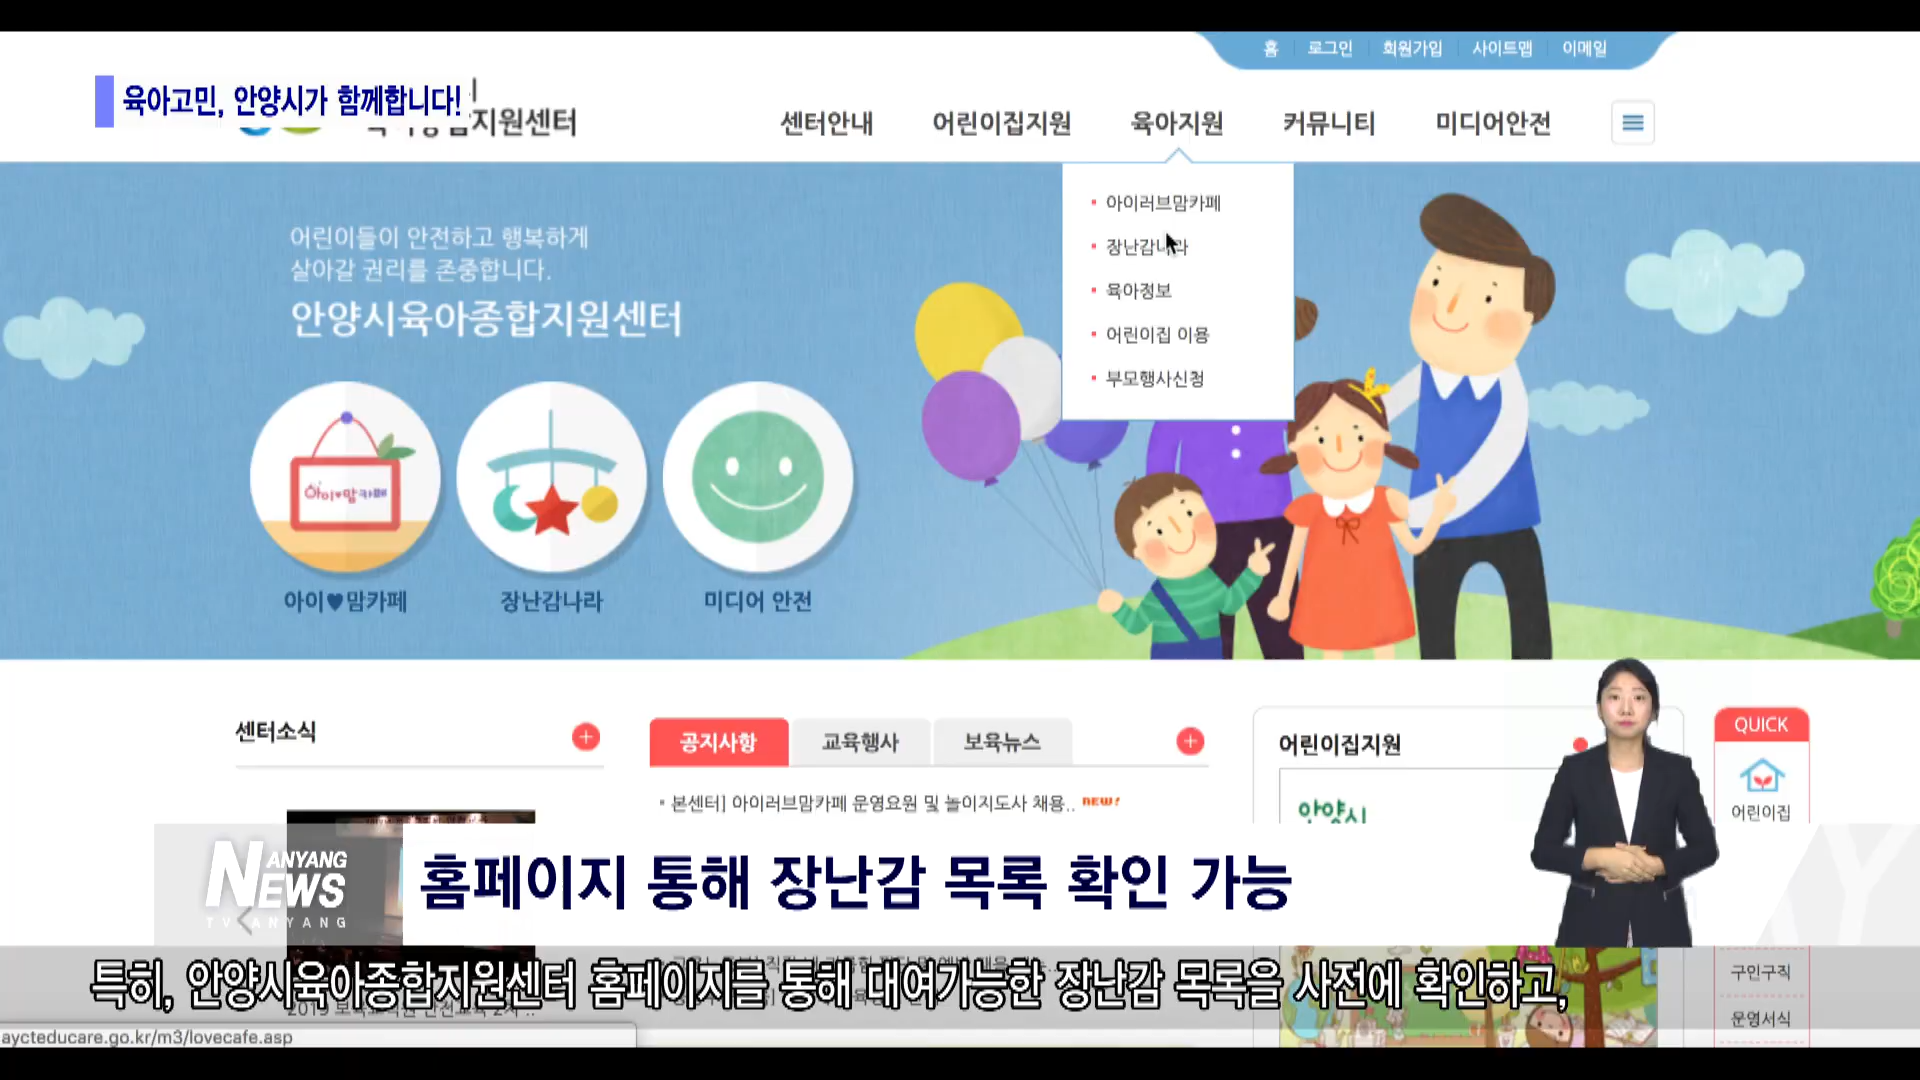 홈 로그인 회원가입 사이트맵 이메일
육아고민, 안양시가 함께합니다!
지원센터
센터안내 어린이집지원 육아지원 커뮤니티 미디어안전
아이러브맘카페
장난감나라
육아정보
어린이집 이용
부모행사신청
어린이들이 안전하고 행복하게
살아갈 권리를 존중합니다.
안양시육아종합지원센터
아이♥맘카페
아이♥맘카페 장난감나라 미디어 안전
센터소식
공지사항 교육행사 보육뉴스
본센터] 아이러브맘카페 운영요원 및 놀이지도사 채용.. NEW!
어린이집지원
안양시
QUICK
어린이집
구인구직
운영서식
ANYANG
NEWS
TV ANYANG
홈페이지 통해 장난감 목록 확인 가능
특히, 안양시육아종합지원센터 홈페이지를 통해 대여가능한 장난감 목록을 사전에 확인하고,
aycteducare.go.kr/m3/lovecafe.asp